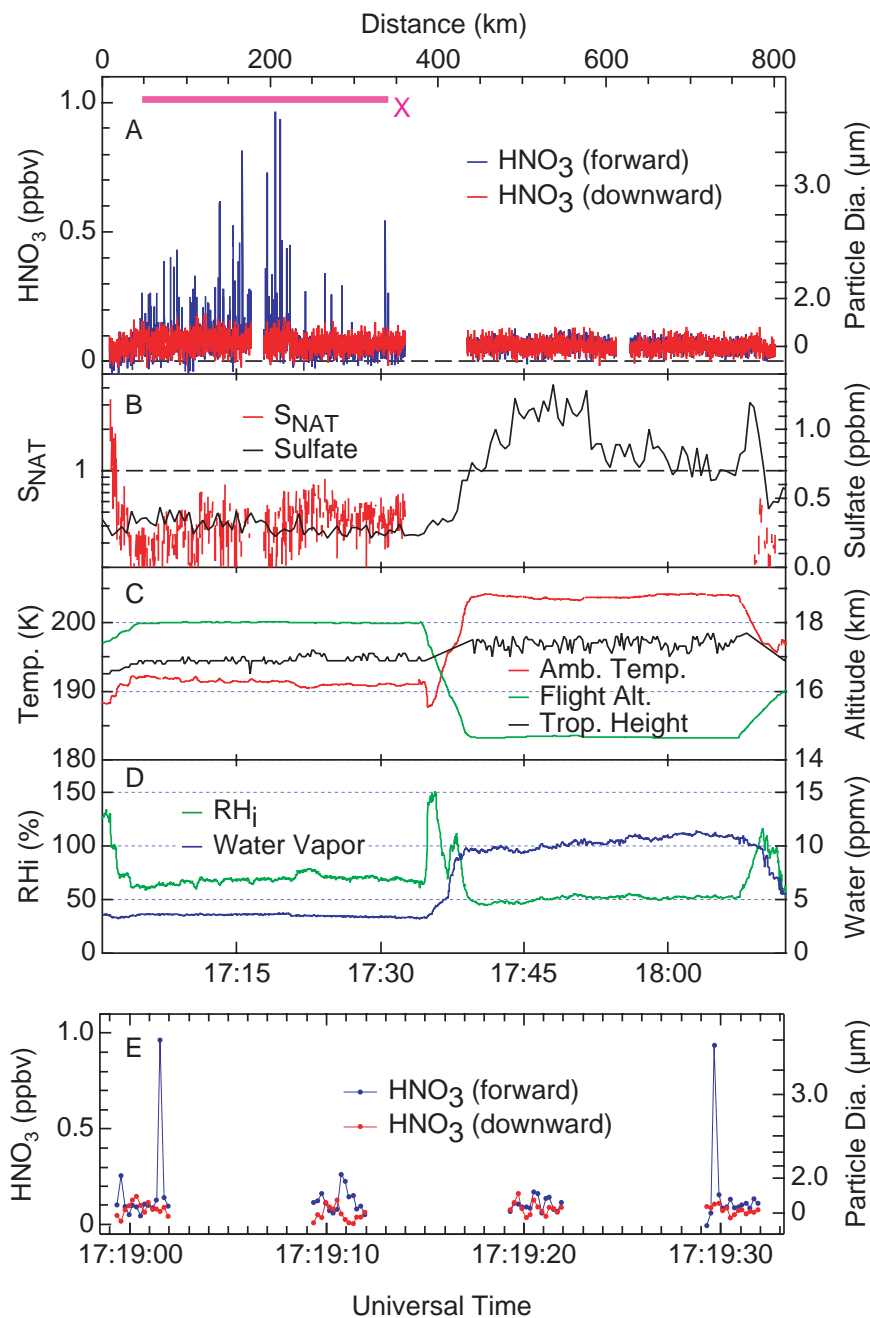 Distance (km)
0 200 400 600 800
X
A
HNO3 (ppbv)
1.0
0.5
0
HNO3 (forward)
HNO3 (downward)
Particle Dia. (µm)
3.0
2.0
0
B
SNAT
1
SNAT
Sulfate
Sulfate (ppbm)
1.0
0.5
0.0
C
Temp. (K)
200
190
180
Amb. Temp.
Flight Alt.
Trop. Height
Altitude (km)
18
16
14
D
RHi (%)
150
100
50
0
RHi
Water Vapor
Water (ppmv)
15
10
5
0
17:15 17:30 17:45 18:00
E
HNO3 (ppbv)
1.0
0.5
0
HNO3 (forward)
HNO3 (downward)
Particle Dia. (µm)
3.0
2.0
0
17:19:00 17:19:10 17:19:20 17:19:30
Universal Time